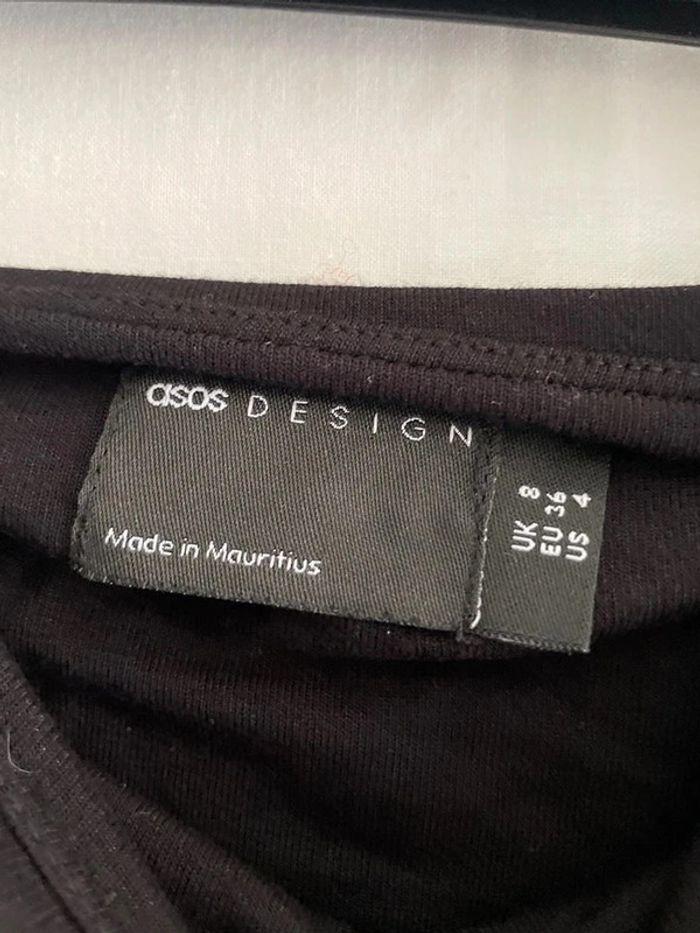 asos DESIGN
Made in Mauritius
UK 8
EU 36
US 4